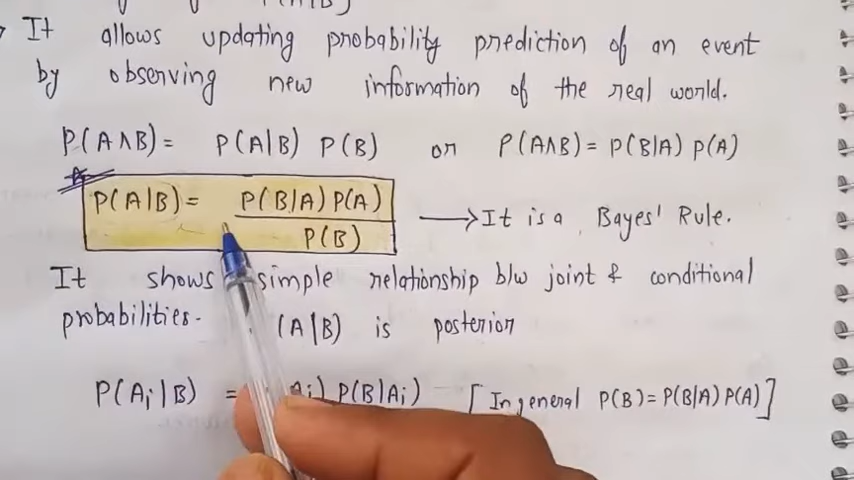 It allows updating probability prediction of an event
by observing new information of the real world.
P(A∧B) = P(A|B) P(B) or P(A∧B) = P(B|A) P(A)
P(A|B) = P(B|A) P(A) / P(B) → It is a Bayes' Rule.
It shows simple relationship b/w joint & conditional
probabilities. (A|B) is posterior
P(Ai|B) = Ai) P(B|Ai) [In general P(B) = P(B|A) P(A)]